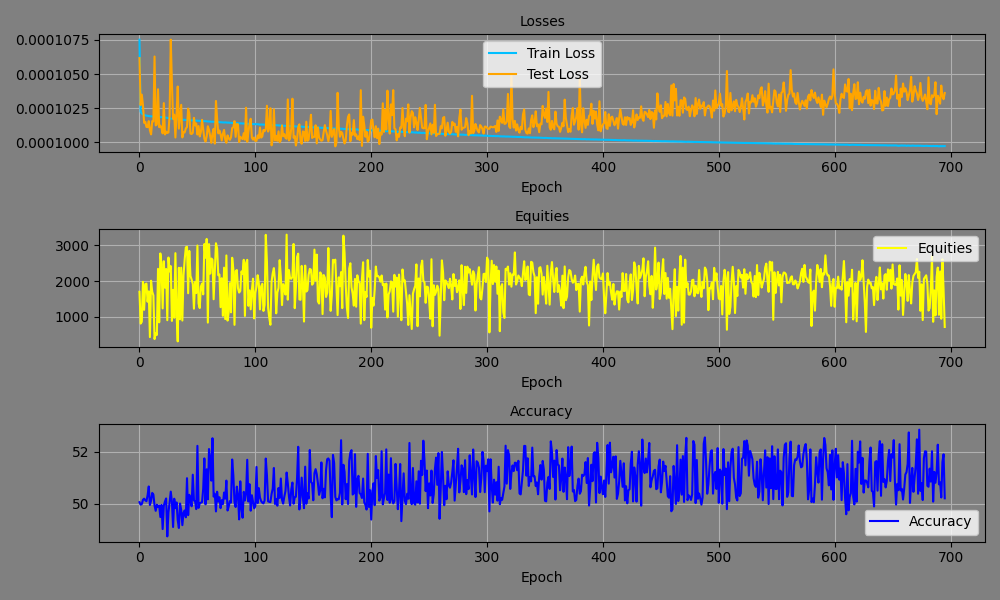 Losses
0.0001075
0.0001050
0.0001025
0.0001000
Train Loss
Test Loss
0 100 200 300 400 500 600 700
Epoch
Equities
3000
2000
1000
Equities
0 100 200 300 400 500 600 700
Epoch
Accuracy
52
50
Accuracy
0 100 200 300 400 500 600 700
Epoch